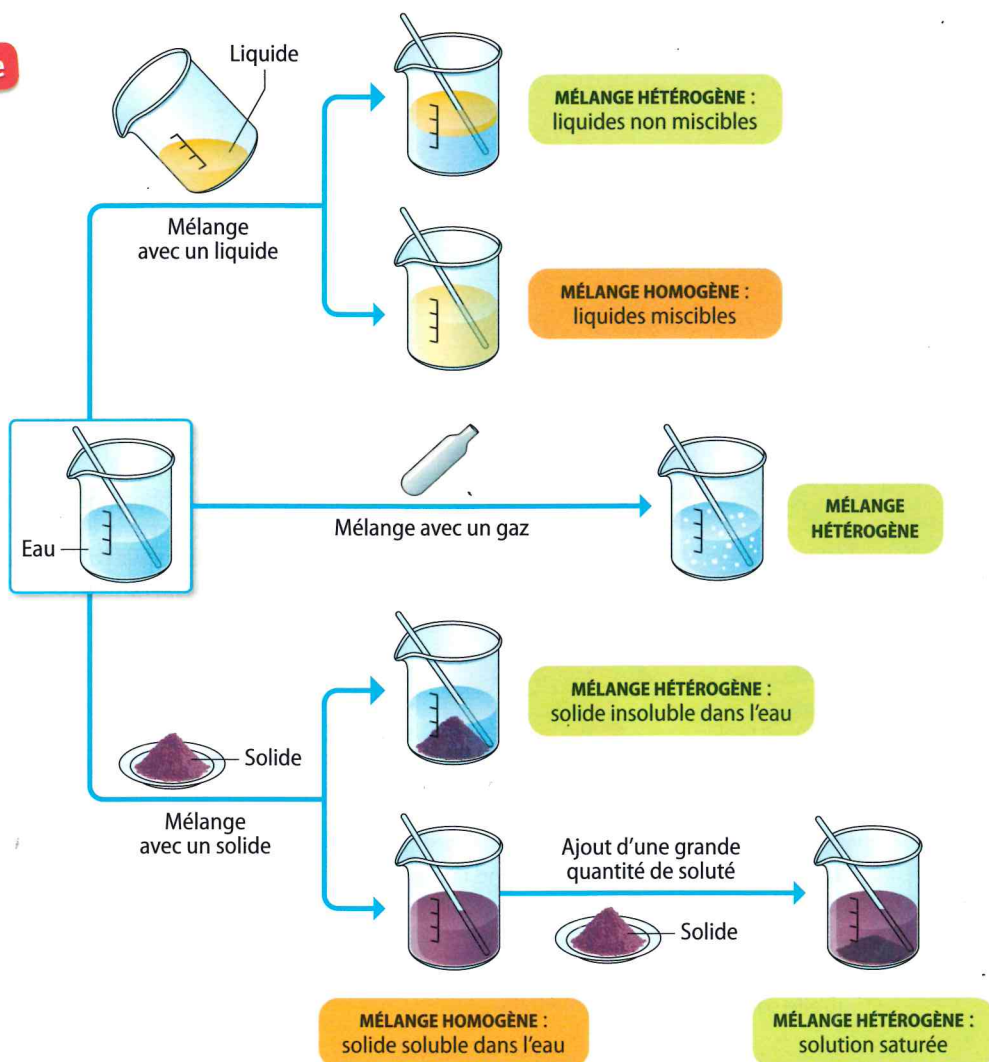 e
Liquide
MÉLANGE HÉTÉROGÈNE :
liquides non miscibles
Mélange
avec un liquide
MÉLANGE HOMOGÈNE :
liquides miscibles
Eau
Mélange avec un gaz
MÉLANGE
HÉTÉROGÈNE
MÉLANGE HÉTÉROGÈNE :
solide insoluble dans l'eau
Solide
Mélange
avec un solide
Ajout d'une grande
quantité de soluté
Solide
MÉLANGE HOMOGÈNE :
solide soluble dans l'eau
MÉLANGE HÉTÉROGÈNE :
solution saturée